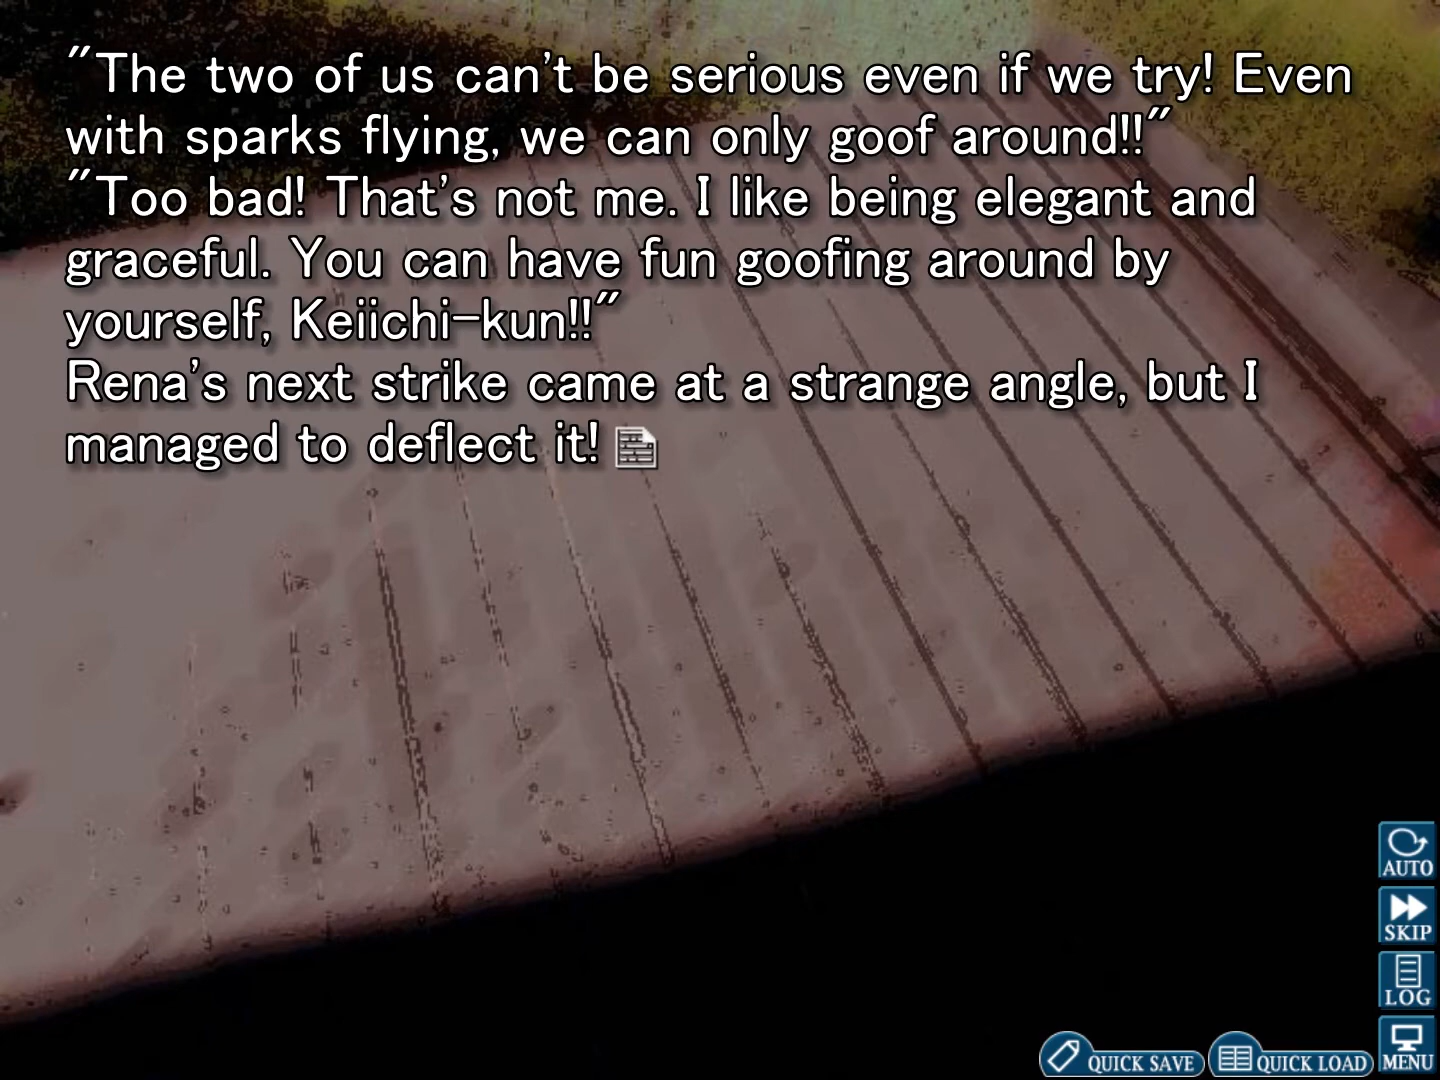 "The two of us can't be serious even if we try! Even
with sparks flying, we can only goof around!!"
"Too bad! That's not me. I like being elegant and
graceful. You can have fun goofing around by
yourself, Keiichi-kun!!"
Rena's next strike came at a strange angle, but I
managed to deflect it!
AUTO
SKIP
LOG
QUICK SAVE
QUICK LOAD
MENU